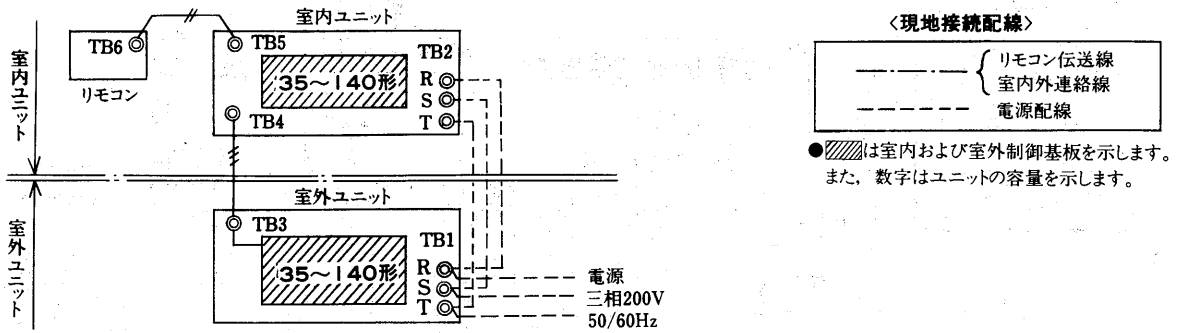 室内ユニット
TB6
TB5
TB2
リモコン
35〜140形
R
S
T
TB4
室内ユニット
室外ユニット
室外ユニット
TB3
TB1
35〜140形
R
S
T
電源
三相200V
50/60Hz
〈現地接続配線〉
リモコン伝送線
室内外連絡線
電源配線
●は室内および室外制御基板を示します。
また，数字はユニットの容量を示します。